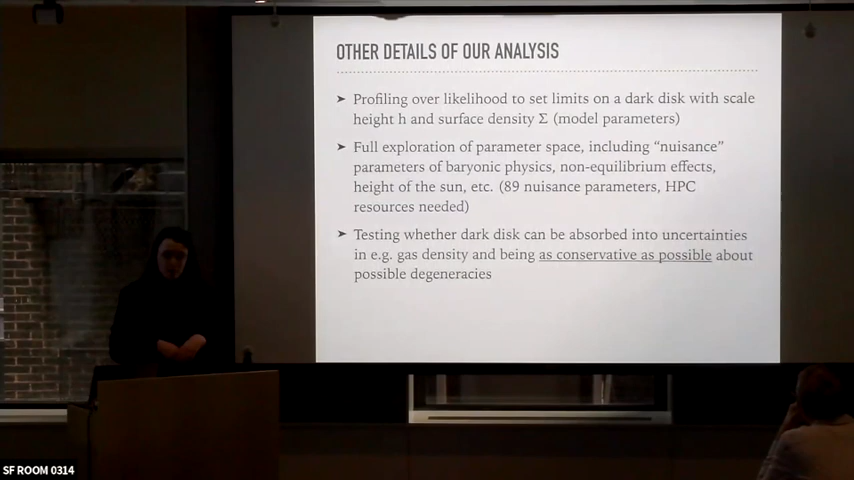 OTHER DETAILS OF OUR ANALYSIS
➤ Profiling over likelihood to set limits on a dark disk with scale
height h and surface density Σ (model parameters)
➤ Full exploration of parameter space, including “nuisance”
parameters of baryonic physics, non-equilibrium effects,
height of the sun, etc. (89 nuisance parameters, HPC
resources needed)
➤ Testing whether dark disk can be absorbed into uncertainties
in e.g. gas density and being as conservative as possible about
possible degeneracies
SF ROOM 0314